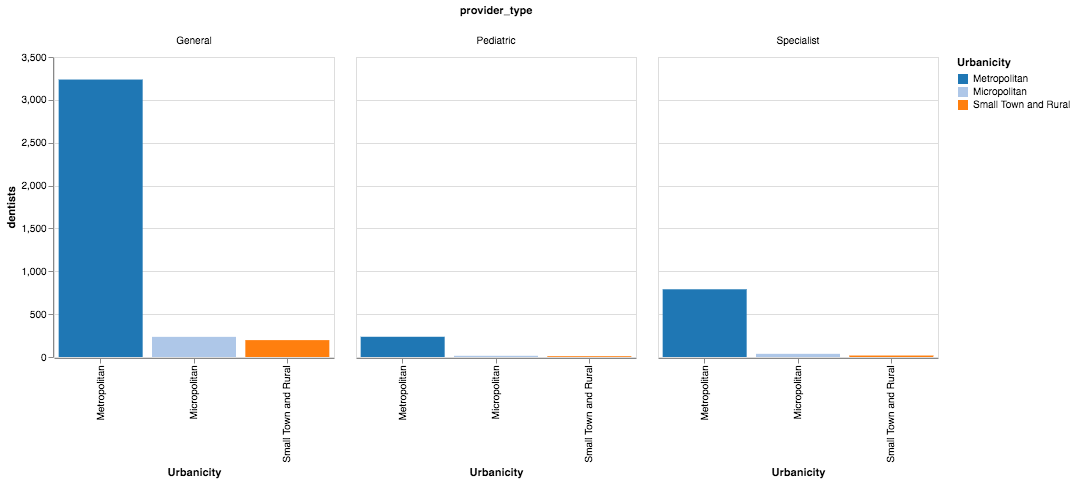 provider_type
General
Pediatric
Specialist
dentists
3,500
3,000
2,500
2,000
1,500
1,000
500
0
Metropolitan
Micropolitan
Small Town and Rural
Urbanicity
Metropolitan
Micropolitan
Small Town and Rural
Urbanicity
Metropolitan
Micropolitan
Small Town and Rural
Urbanicity
Urbanicity
Metropolitan
Micropolitan
Small Town and Rural